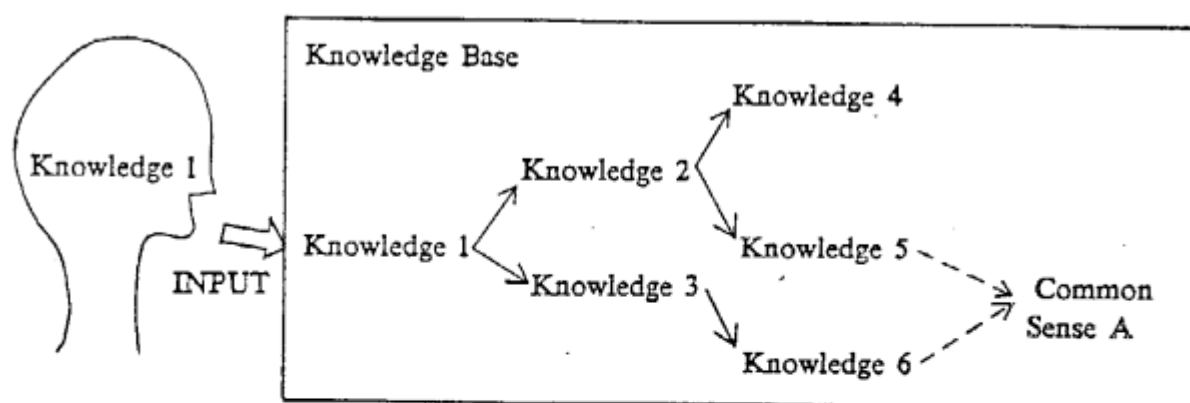 Knowledge Base
Knowledge 4
Knowledge 1
Knowledge 2
Knowledge 1
Knowledge 5
INPUT
Knowledge 3
Common
Sense A
Knowledge 6